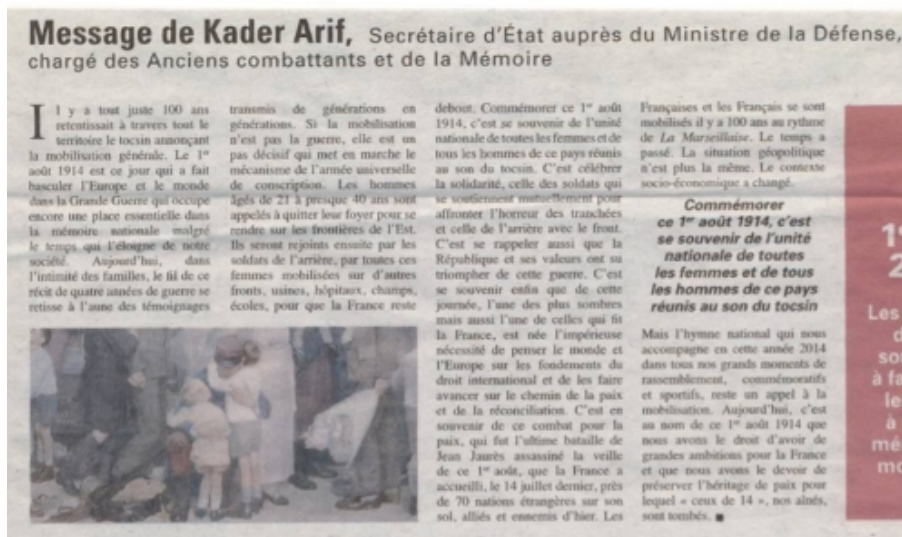 Message de Kader Arif, Secrétaire d'État auprès du Ministre de la Défense,
chargé des Anciens combattants et de la Mémoire
Il y a tout juste 100 ans
retentissait à travers tout le
territoire le tocsin annonçant
la mobilisation générale. Le 1er
août 1914 est ce jour qui a fait
basculer l'Europe et le monde
dans la Grande Guerre qui occupe
encore une place essentielle dans
la mémoire nationale malgré
le temps qui l'éloigne de notre
société. Aujourd'hui, dans
l'intimité des familles, le fil de ce
récit de quatre années de guerre se
retisse à l'aune des témoignages
transmis de générations en
générations. Si la mobilisation
n'est pas la guerre, elle est un
pas décisif qui met en marche le
mécanisme de l'armée universelle
de conscription. Les hommes
âgés de 21 à presque 40 ans sont
appelés à quitter leur foyer pour se
rendre sur les frontières de l'Est.
Ils seront rejoints ensuite par les
soldats de l'arrière, par toutes ces
femmes mobilisées sur d'autres
fronts, usines, hôpitaux, champs,
écoles, pour que la France reste
debout. Commémorer ce 1er août
1914, c'est se souvenir de l'unité
nationale de toutes les femmes et de
tous les hommes de ce pays réunis
au son du tocsin. C'est célébrer
la solidarité, celle des soldats qui
se soutiennent mutuellement pour
affronter l'horreur des tranchées
et celle de l'arrière avec le front.
C'est se rappeler aussi que la
République et ses valeurs ont su
triompher de cette guerre. C'est
se souvenir enfin que de cette
journée, l'une des plus sombres
mais aussi l'une de celles qui fit
la France, est née l'impérieuse
nécessité de penser le monde et
l'Europe sur les fondements du
droit international et de les faire
avancer sur le chemin de la paix
et de la réconciliation. C'est en
souvenir de ce combat pour la
paix, qui fut l'ultime bataille de
Jean Jaurès assassiné la veille
de ce 1er août, que la France a
accueilli, le 14 juillet dernier, près
de 70 nations étrangères sur son
sol, alliés et ennemis d'hier. Les
Françaises et les Français se sont
mobilisés il y a 100 ans au rythme
de La Marseillaise. Le temps a
passé. La situation géopolitique
n'est plus la même. Le contexte
socio-économique a changé.
Commémorer
ce 1er août 1914, c'est
se souvenir de l'unité
nationale de toutes
les femmes et de tous
les hommes de ce pays
réunis au son du tocsin
Mais l'hymne national qui nous
accompagne en cette année 2014
dans tous nos grands moments de
rassemblement, commémoratifs
et sportifs, reste un appel à la
mobilisation. Aujourd'hui, c'est
au nom de ce 1er août 1914 que
nous avons le droit d'avoir de
grandes ambitions pour la France
et que nous avons le devoir de
préserver l'héritage de paix pour
lequel « ceux de 14 », nos aînés,
sont tombés. ■
Les
à fa
le
à
mé
mo